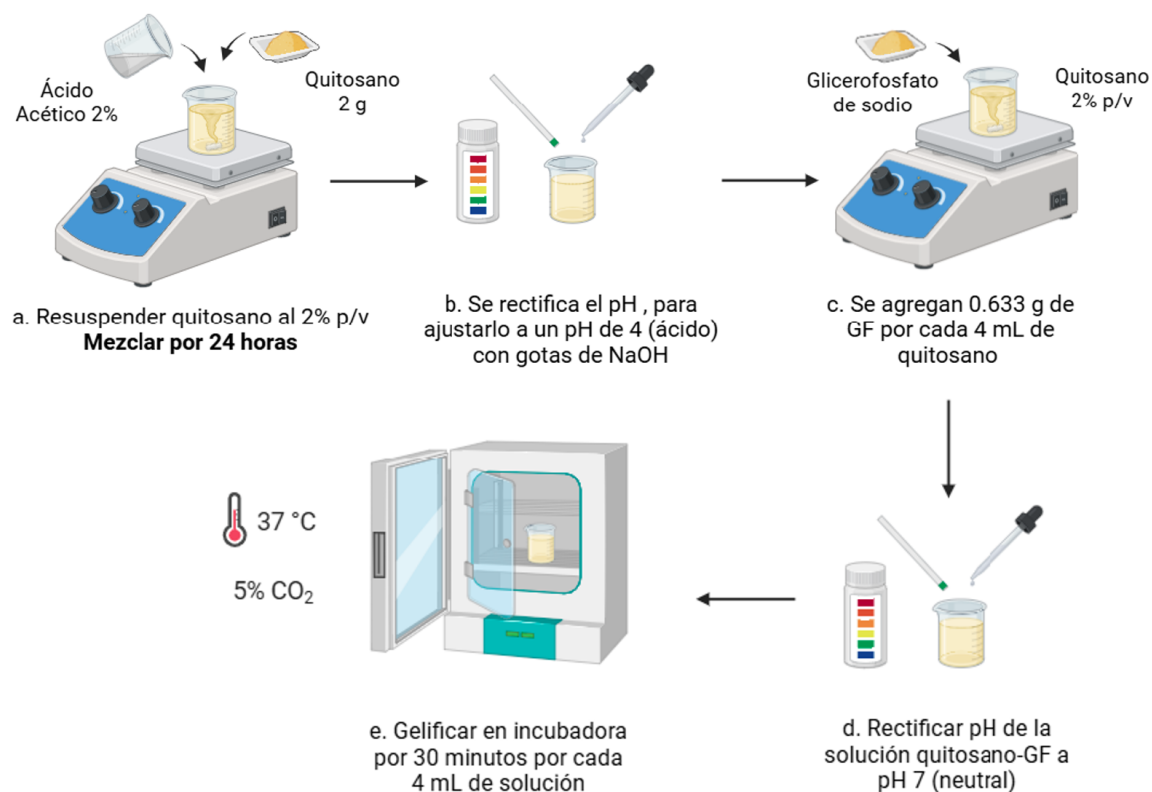 Ácido
Acético 2%
Quitosano
2 g
a. Resuspender quitosano al 2% p/v
Mezclar por 24 horas
b. Se rectifica el pH , para
ajustarlo a un pH de 4 (ácido)
con gotas de NaOH
Glicerofosfato
de sodio
Quitosano
2% p/v
c. Se agregan 0.633 g de
GF por cada 4 mL de
quitosano
d. Rectificar pH de la
solución quitosano-GF a
pH 7 (neutral)
37 °C
5% CO₂
e. Gelificar en incubadora
por 30 minutos por cada
4 mL de solución